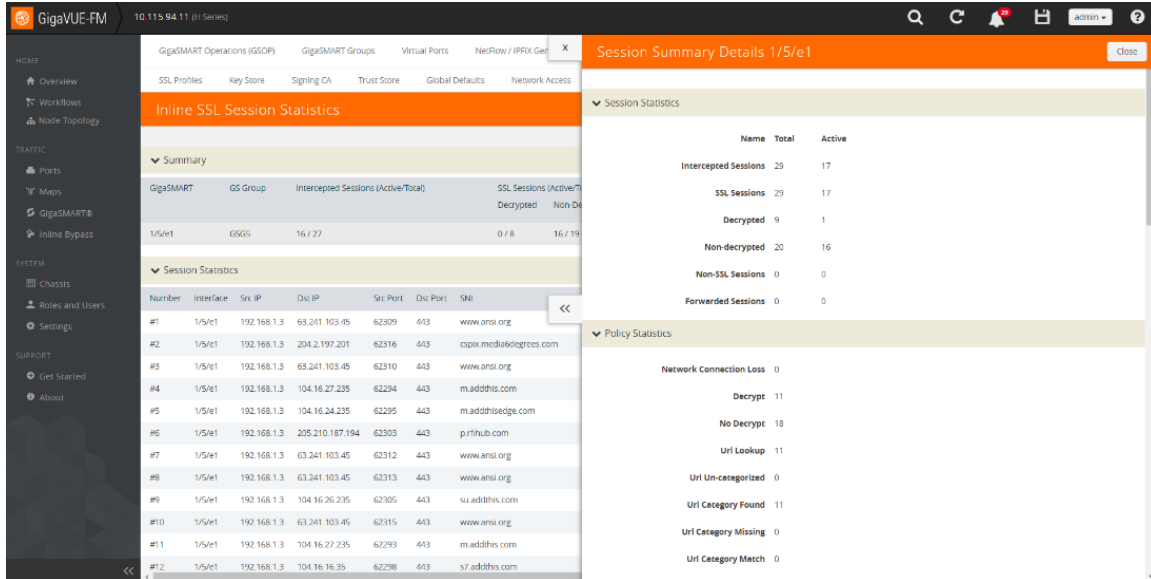 GigaVUE-FM
10.115.94.11 (H Series)
29
admin
HOME
Overview
Workflows
Node Topology
TRAFFIC
Ports
Maps
GigaSMART®
Inline Bypass
SYSTEM
Chassis
Roles and Users
Settings
SUPPORT
Get Started
About
GigaSMART Operations (GSOP) GigaSMART Groups Virtual Ports NetFlow / IPFIX Ger
SSL Profiles Key Store Signing CA Trust Store Global Defaults Network Access
Inline SSL Session Statistics
Summary
GigaSMART GS Group Intercepted Sessions (Active/Total) SSL Sessions (Active/To
Decrypted Non-De
1/5/e1 GSG5 16 / 27 0 / 8 16 / 19
Session Statistics
Number Interface Src IP Dst IP Src Port Dst Port SNI
#1 1/5/e1 192.168.1.3 63.241.103.45 62309 443 www.ansi.org
#2 1/5/e1 192.168.1.3 204.2.197.201 62316 443 cspix.media6degrees.com
#3 1/5/e1 192.168.1.3 63.241.103.45 62310 443 www.ansi.org
#4 1/5/e1 192.168.1.3 104.16.27.235 62294 443 m.addthis.com
#5 1/5/e1 192.168.1.3 104.16.24.235 62295 443 m.addthisedge.com
#6 1/5/e1 192.168.1.3 205.210.187.194 62303 443 p.rfihub.com
#7 1/5/e1 192.168.1.3 63.241.103.45 62312 443 www.ansi.org
#8 1/5/e1 192.168.1.3 63.241.103.45 62313 443 www.ansi.org
#9 1/5/e1 192.168.1.3 104.16.26.235 62305 443 su.addthis.com
#10 1/5/e1 192.168.1.3 63.241.103.45 62315 443 www.ansi.org
#11 1/5/e1 192.168.1.3 104.16.27.235 62293 443 m.addthis.com
#12 1/5/e1 192.168.1.3 104.16.16.35 62298 443 s7.addthis.com
X
Session Summary Details 1/5/e1
Close
Session Statistics
Name Total Active
Intercepted Sessions 29 17
SSL Sessions 29 17
Decrypted 9 1
Non-decrypted 20 16
Non-SSL Sessions 0 0
Forwarded Sessions 0 0
Policy Statistics
Network Connection Loss 0
Decrypt 11
No Decrypt 18
Url Lookup 11
Url Un-categorized 0
Url Category Found 11
Url Category Missing 0
Url Category Match 0